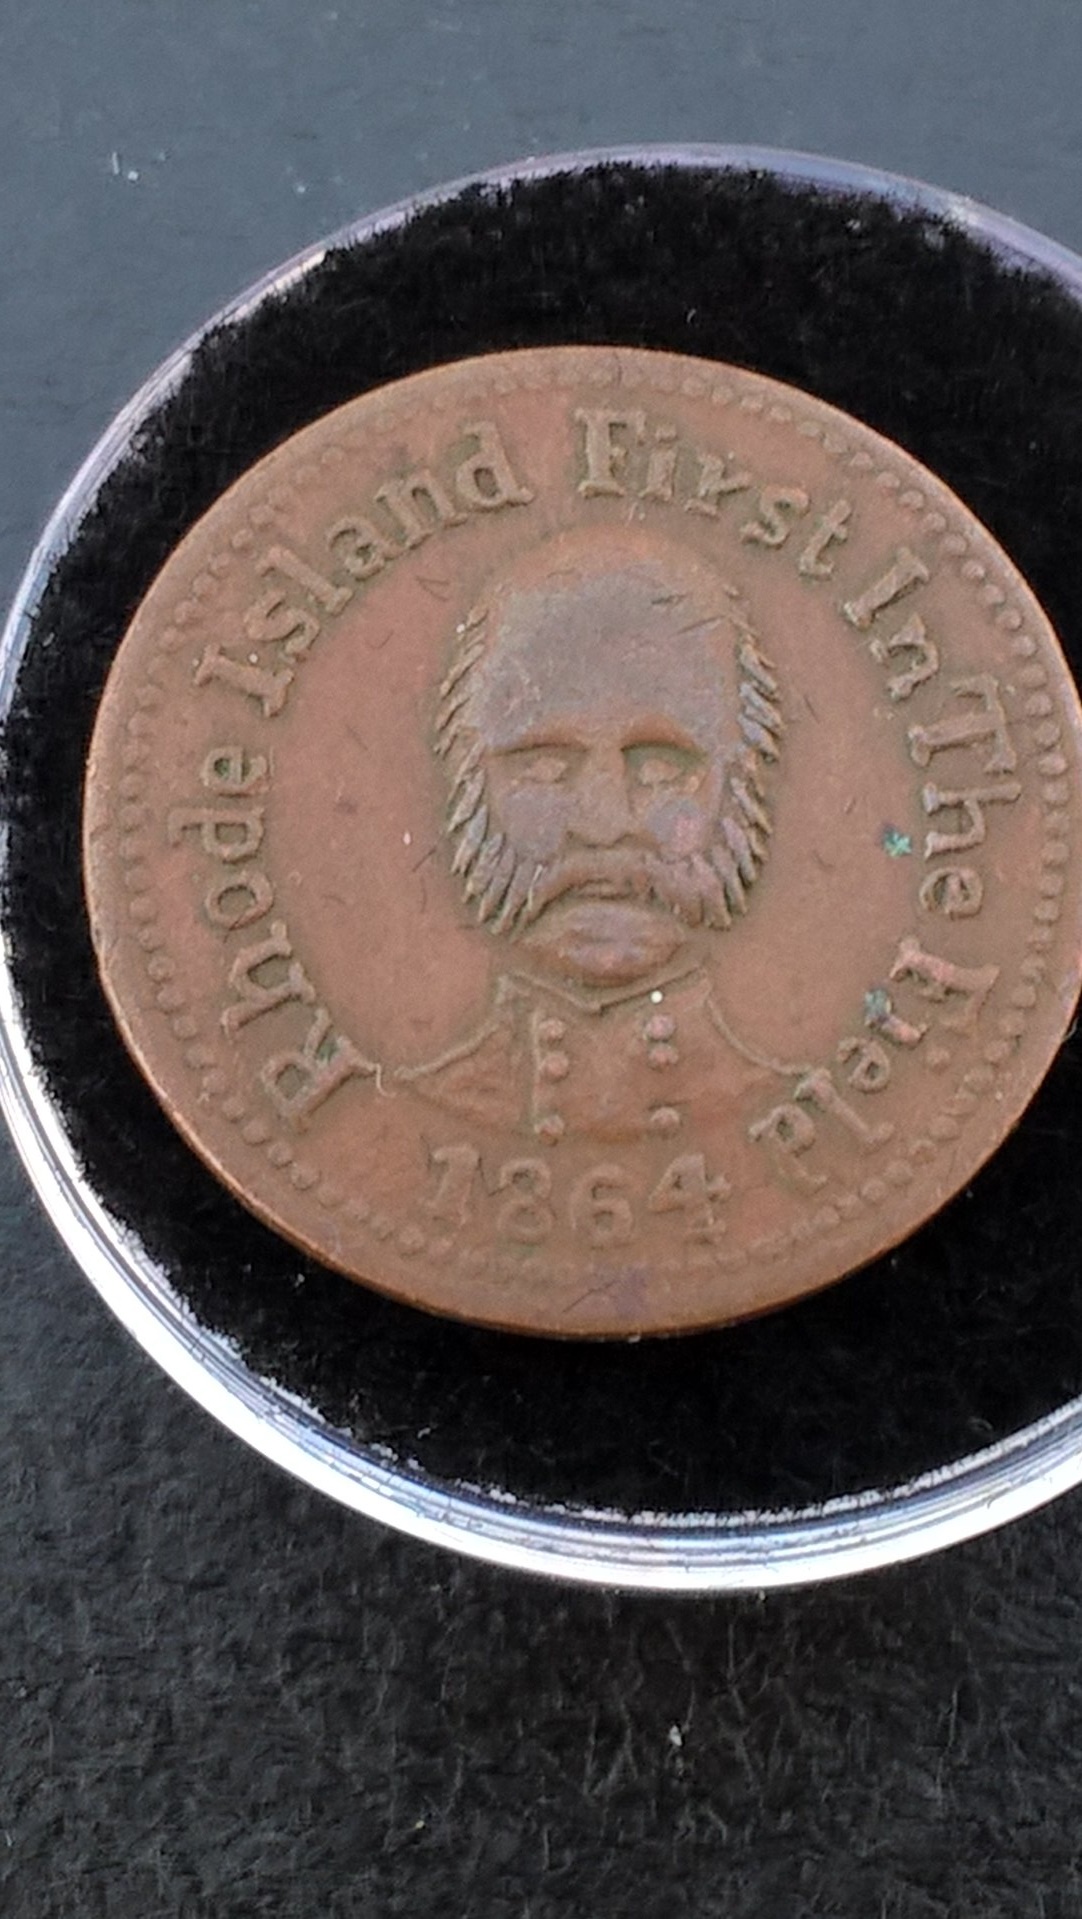 Rhode Island First In The Field
1864